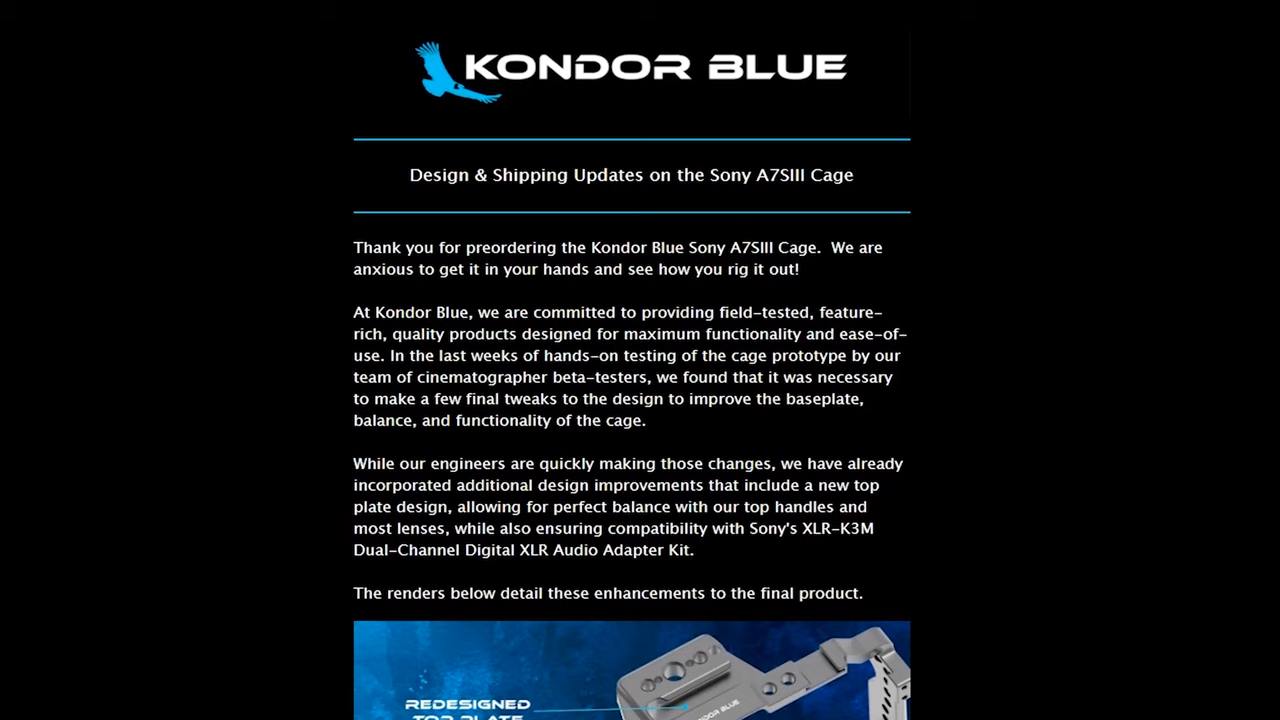 KONDOR BLUE
Design & Shipping Updates on the Sony A7SIII Cage
Thank you for preordering the Kondor Blue Sony A7SIII Cage.  We are
anxious to get it in your hands and see how you rig it out!
At Kondor Blue, we are committed to providing field-tested, feature-
rich, quality products designed for maximum functionality and ease-of-
use. In the last weeks of hands-on testing of the cage prototype by our
team of cinematographer beta-testers, we found that it was necessary
to make a few final tweaks to the design to improve the baseplate,
balance, and functionality of the cage.
While our engineers are quickly making those changes, we have already
incorporated additional design improvements that include a new top
plate design, allowing for perfect balance with our top handles and
most lenses, while also ensuring compatibility with Sony's XLR-K3M
Dual-Channel Digital XLR Audio Adapter Kit.
The renders below detail these enhancements to the final product.
REDESIGNED
TOP PLATE
KONDOR BLUE